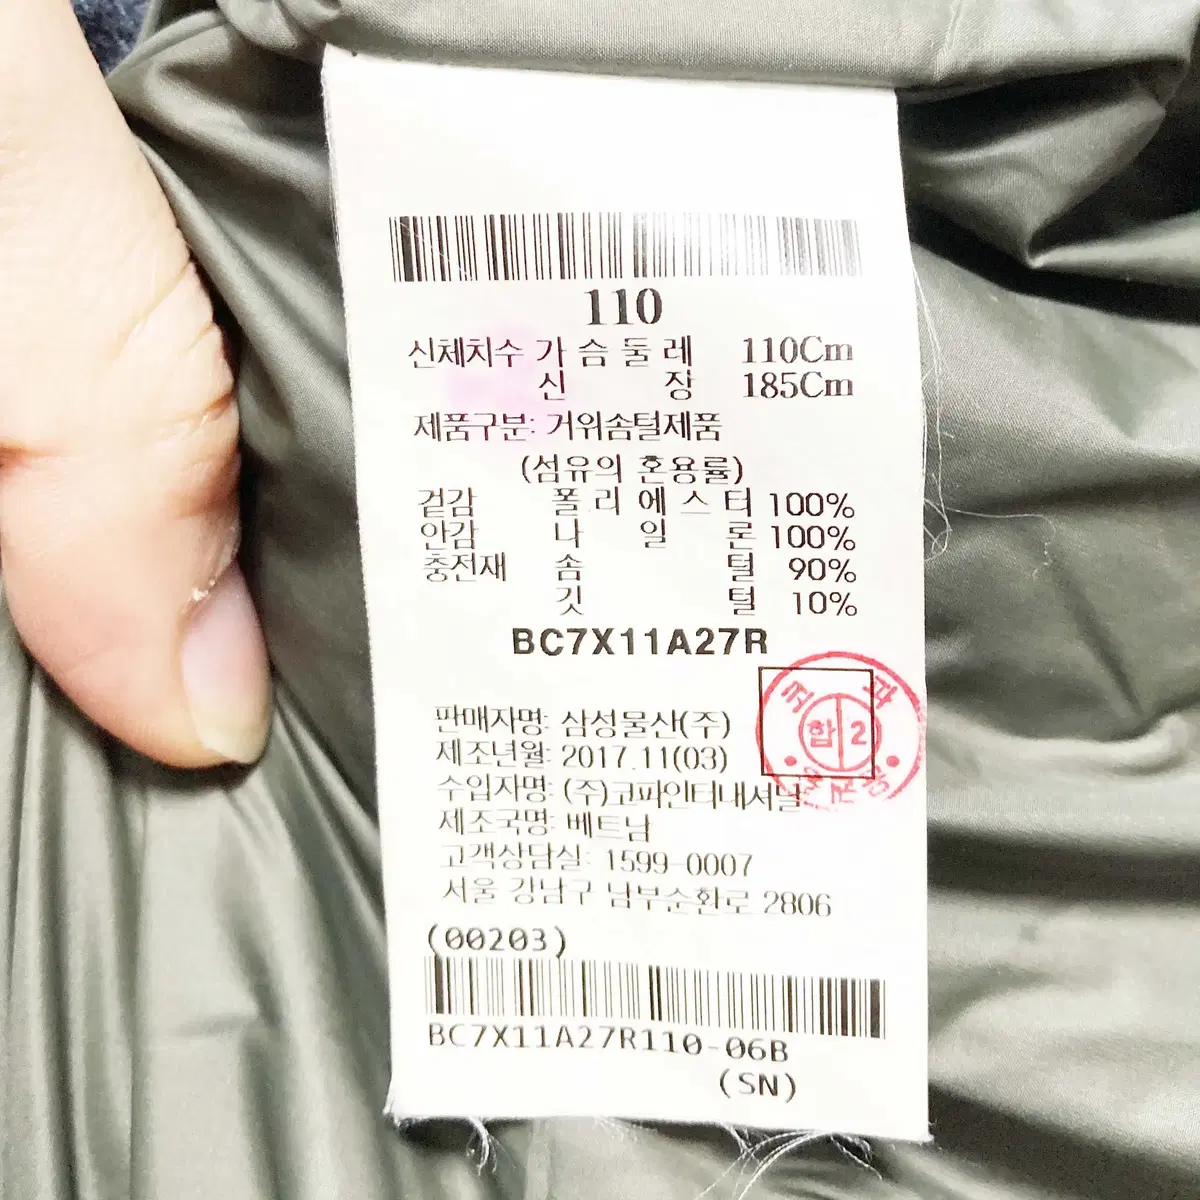 110
신체치수 가 슴 둘 레 110Cm
신 장 185Cm
제품구분: 거위솜털제품
(섬유의 혼용률)
겉감 폴 리 에 스 터 100%
안감 나 일 론 100%
충전재 솜 털 90%
깃 털 10%
BC7X11A27R
판매자명: 삼성물산(주)
합 2
제조년월: 2017.11(03)
수입자명: (주)코파인터내셔날
제조국명: 베트남
고객상담실: 1599-0007
서울 강남구 남부순환로 2806
(00203)
BC7X11A27R110-06B
(SN)